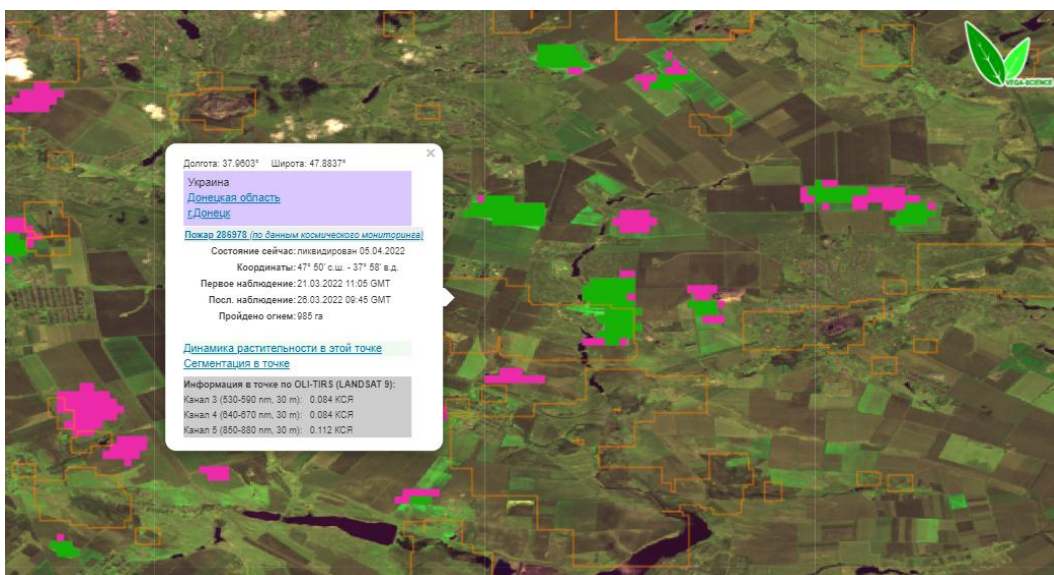 VEGA-SCIENCE
Долгота: 37.9603° Широта: 47.8837°
Украина
Донецкая область
г.Донецк
Пожар 286978 (по данным космического мониторинга)
Состояние сейчас: ликвидирован 05.04.2022
Координаты: 47° 50' с.ш. - 37° 58' в.д.
Первое наблюдение: 21.03.2022 11:05 GMT
Посл. наблюдение: 26.03.2022 09:45 GMT
Пройдено огнем: 985 га
Динамика растительности в этой точке
Сегментация в точке
Информация в точке по OLI-TIRS (LANDSAT 9):
Канал 3 (530-590 nm, 30 m): 0.084 КСЯ
Канал 4 (640-670 nm, 30 m): 0.084 КСЯ
Канал 5 (850-880 nm, 30 m): 0.112 КСЯ